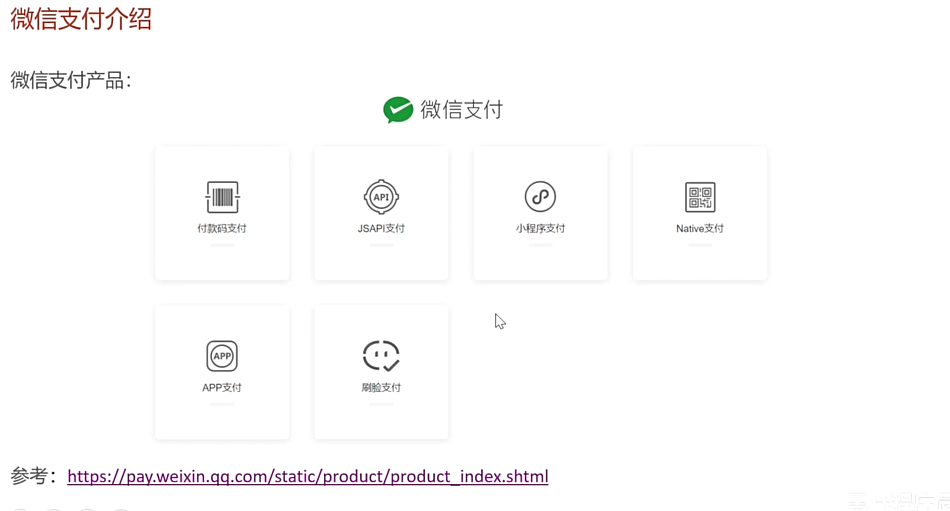 微信支付介绍
微信支付产品：
微信支付
付款码支付
API
JSAPI支付
小程序支付
Native支付
APP
APP支付
刷脸支付
参考：https://pay.weixin.qq.com/static/product/product_index.shtml